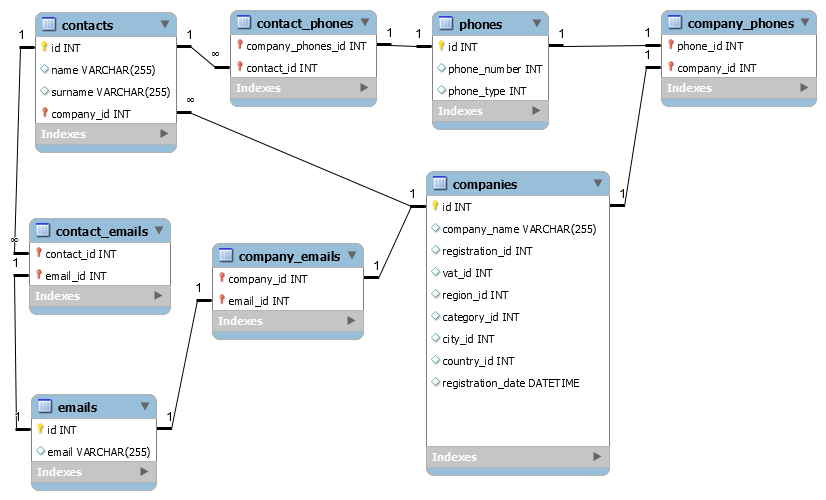 contacts
id INT
name VARCHAR(255)
surname VARCHAR(255)
company_id INT
Indexes
contact_phones
company_phones_id INT
contact_id INT
Indexes
phones
id INT
phone_number INT
phone_type INT
Indexes
company_phones
phone_id INT
company_id INT
Indexes
companies
id INT
company_name VARCHAR(255)
registration_id INT
vat_id INT
region_id INT
category_id INT
city_id INT
country_id INT
registration_date DATETIME
Indexes
contact_emails
contact_id INT
email_id INT
Indexes
company_emails
company_id INT
email_id INT
Indexes
emails
id INT
email VARCHAR(255)
Indexes
1
1
∞
1
1
1
1
1
∞
1
1
∞
1
1
1
1
1